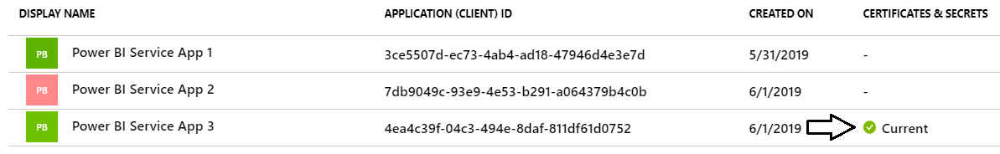 DISPLAY NAME APPLICATION (CLIENT) ID CREATED ON CERTIFICATES & SECRETS
PB Power BI Service App 1 3ce5507d-ec73-4ab4-ad18-47946d4e3e7d 5/31/2019 -
PB Power BI Service App 2 7db9049c-93e9-4e53-b291-a064379b4c0b 6/1/2019 -
PB Power BI Service App 3 4ea4c39f-04c3-494e-8daf-811df61d0752 6/1/2019 Current